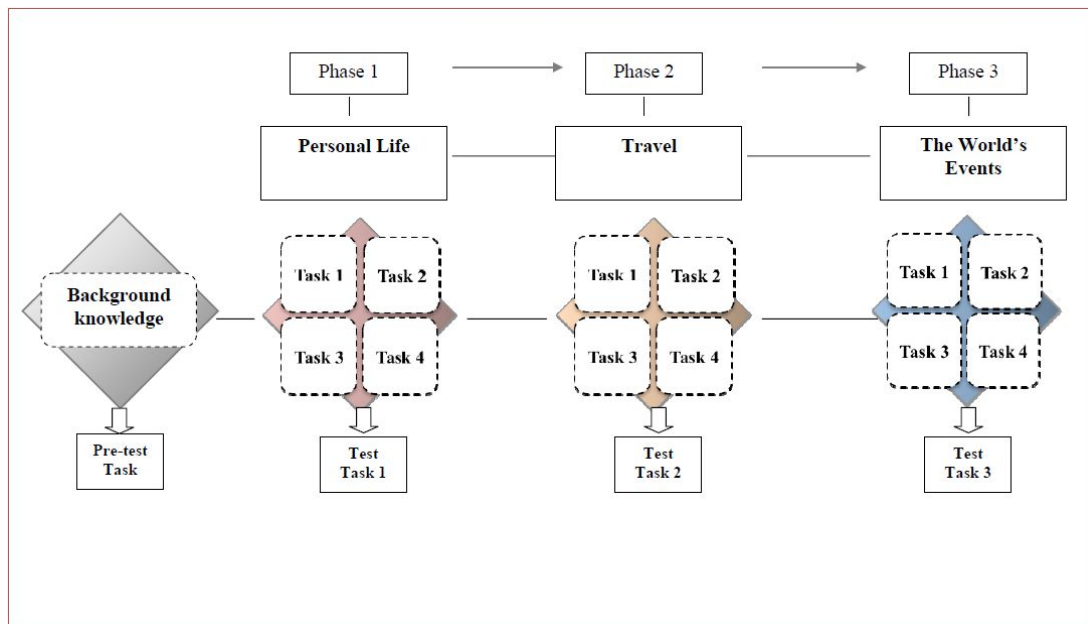 Phase 1
Phase 2
Phase 3
Personal Life
Travel
The World's
Events
Background
knowledge
Task 1
Task 2
Task 3
Task 4
Task 1
Task 2
Task 3
Task 4
Task 1
Task 2
Task 3
Task 4
Pre-test
Task
Test
Task 1
Test
Task 2
Test
Task 3